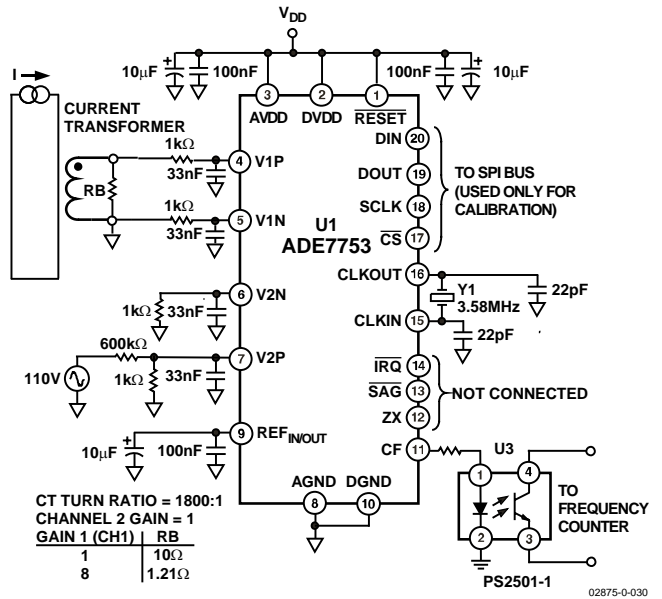 VDD
10µF
100nF
100nF
10µF
I
CURRENT
TRANSFORMER
RB
3
2
1
AVDD
DVDD
RESET
1kΩ
33nF
4
V1P
1kΩ
33nF
5
V1N
U1
ADE7753
DIN
20
DOUT
19
SCLK
18
CS
17
TO SPI BUS
(USED ONLY FOR
CALIBRATION)
1kΩ
33nF
6
V2N
CLKOUT
16
Y1
3.58MHz
22pF
CLKIN
15
22pF
600kΩ
110V
1kΩ
33nF
7
V2P
IRQ
14
SAG
13
ZX
12
NOT CONNECTED
10µF
100nF
9
REFIN/OUT
CF
11
U3
AGND
DGND
8
10
1
4
2
3
TO
FREQUENCY
COUNTER
PS2501-1
CT TURN RATIO = 1800:1
CHANNEL 2 GAIN = 1
GAIN 1 (CH1) RB
1 10Ω
8 1.21Ω
02875-0-030